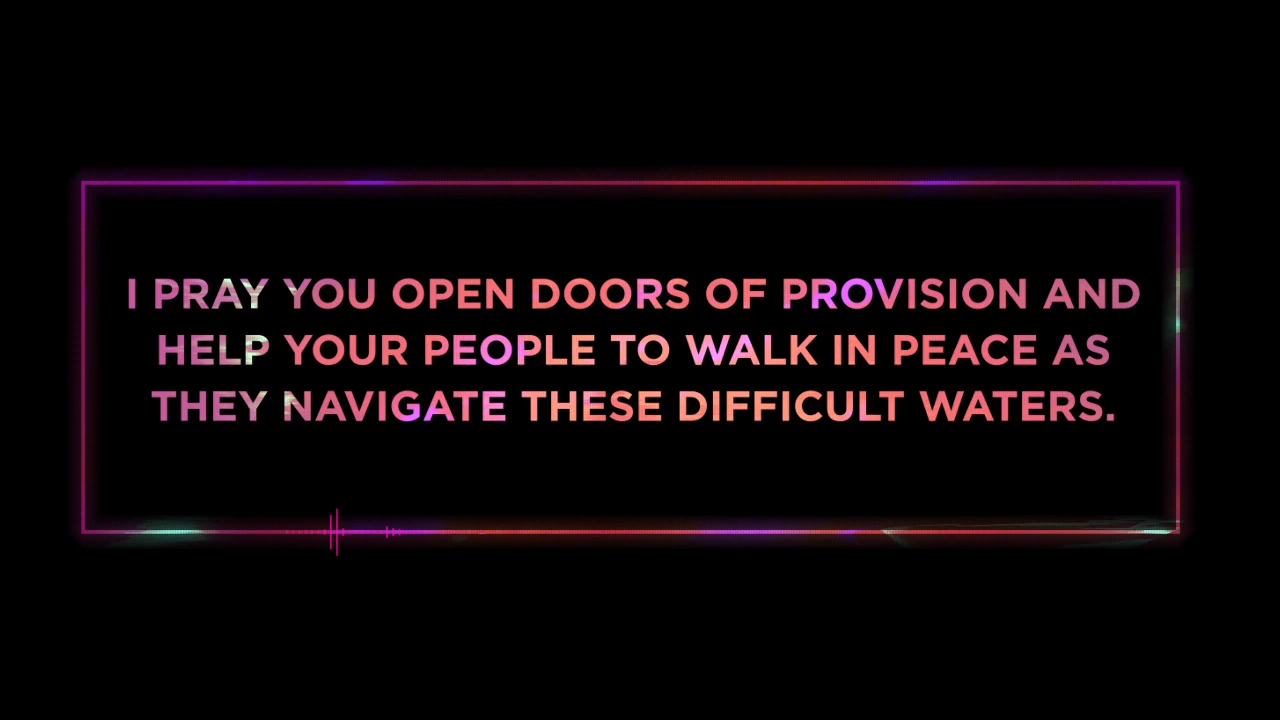 I PRAY YOU OPEN DOORS OF PROVISION AND
HELP YOUR PEOPLE TO WALK IN PEACE AS
THEY NAVIGATE THESE DIFFICULT WATERS.